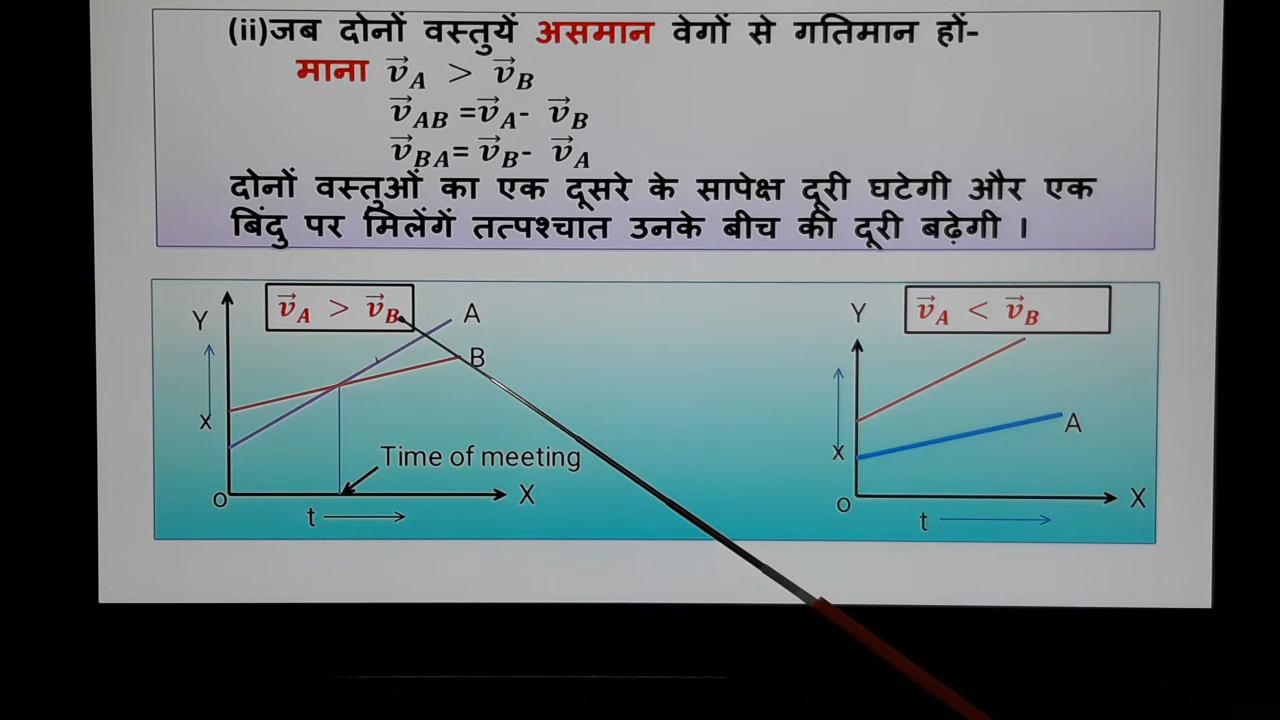 (ii)जब दोनों वस्तुयें असमान वेगों से गतिमान हों-
माना v⃗A > v⃗B
v⃗AB =v⃗A- v⃗B
v⃗BA= v⃗B- v⃗A
दोनों वस्तुओं का एक दूसरे के सापेक्ष दूरी घटेगी और एक
बिंदु पर मिलेंगें तत्पश्चात उनके बीच की दूरी बढ़ेगी ।
v⃗A > v⃗B
Y
A
B
x
Time of meeting
O
X
t
v⃗A < v⃗B
Y
A
x
O
X
t